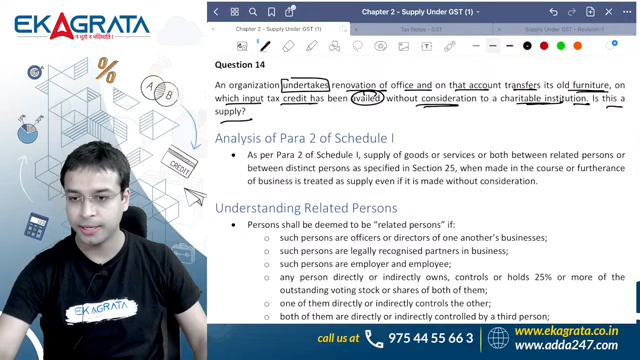 EKAGRATA
Chapter 2 - Supply Under GST (1)
Chapter 2 - Supply Under GST (1)
Tax Notes - GST
Supply Under GST - Revision-1
Question 14
An organization undertakes renovation of office and on that account transfers its old furniture, on
which input tax credit has been availed without consideration to a charitable institution. Is this a
supply?
Analysis of Para 2 of Schedule I
• As per Para 2 of Schedule I, supply of goods or services or both between related persons or
between distinct persons as specified in Section 25, when made in the course or furtherance
of business is treated as supply even if it is made without consideration.
Understanding Related Persons
• Persons shall be deemed to be "related persons" if:
o such persons are officers or directors of one another's businesses;
o such persons are legally recognised partners in business;
o such persons are employer and employee;
o any person directly or indirectly owns, controls or holds 25% or more of the
outstanding voting stock or shares of both of them;
o one of them directly or indirectly controls the other;
o both of them are directly or indirectly controlled by a third person;
%
A
B
CREDIT
EKAGRATA
call us at
975 44 55 66 3
www.ekagrata.co.in
www.adda247.com